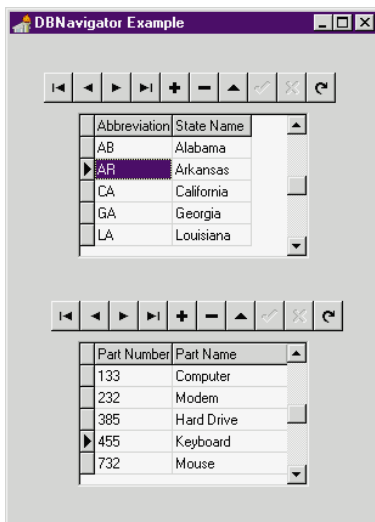 DBNavigator Example
Abbreviation State Name
AB Alabama
AR Arkansas
CA California
GA Georgia
LA Louisiana
Part Number Part Name
133 Computer
232 Modem
385 Hard Drive
455 Keyboard
732 Mouse